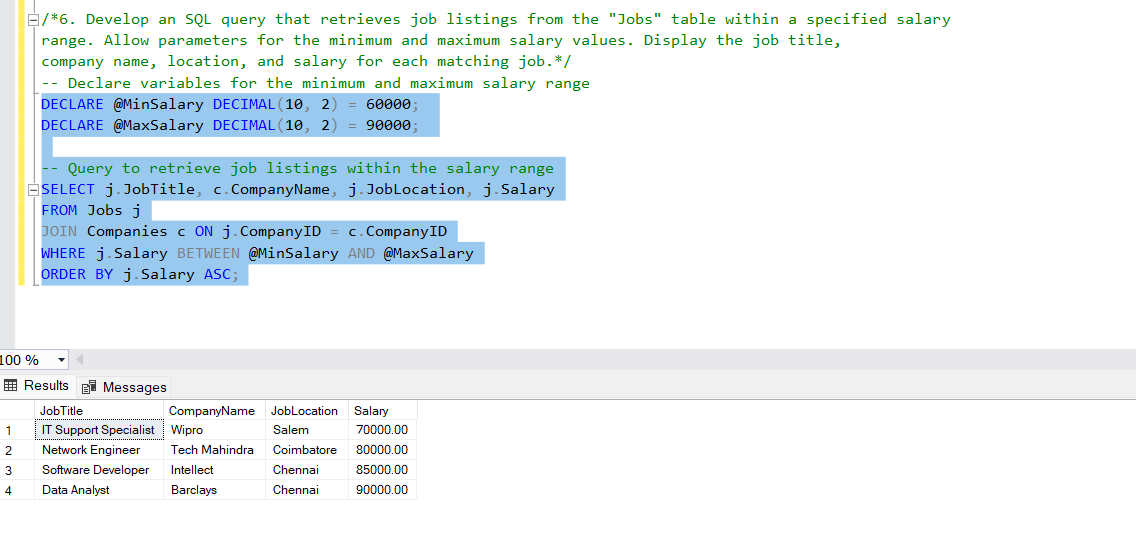 /*6. Develop an SQL query that retrieves job listings from the "Jobs" table within a specified salary
range. Allow parameters for the minimum and maximum salary values. Display the job title,
company name, location, and salary for each matching job.*/
-- Declare variables for the minimum and maximum salary range
DECLARE @MinSalary DECIMAL(10, 2) = 60000;
DECLARE @MaxSalary DECIMAL(10, 2) = 90000;
-- Query to retrieve job listings within the salary range
SELECT j.JobTitle, c.CompanyName, j.JobLocation, j.Salary
FROM Jobs j
JOIN Companies c ON j.CompanyID = c.CompanyID
WHERE j.Salary BETWEEN @MinSalary AND @MaxSalary
ORDER BY j.Salary ASC;
100 %
Results Messages
JobTitle CompanyName JobLocation Salary
1 IT Support Specialist Wipro Salem 70000.00
2 Network Engineer Tech Mahindra Coimbatore 80000.00
3 Software Developer Intellect Chennai 85000.00
4 Data Analyst Barclays Chennai 90000.00